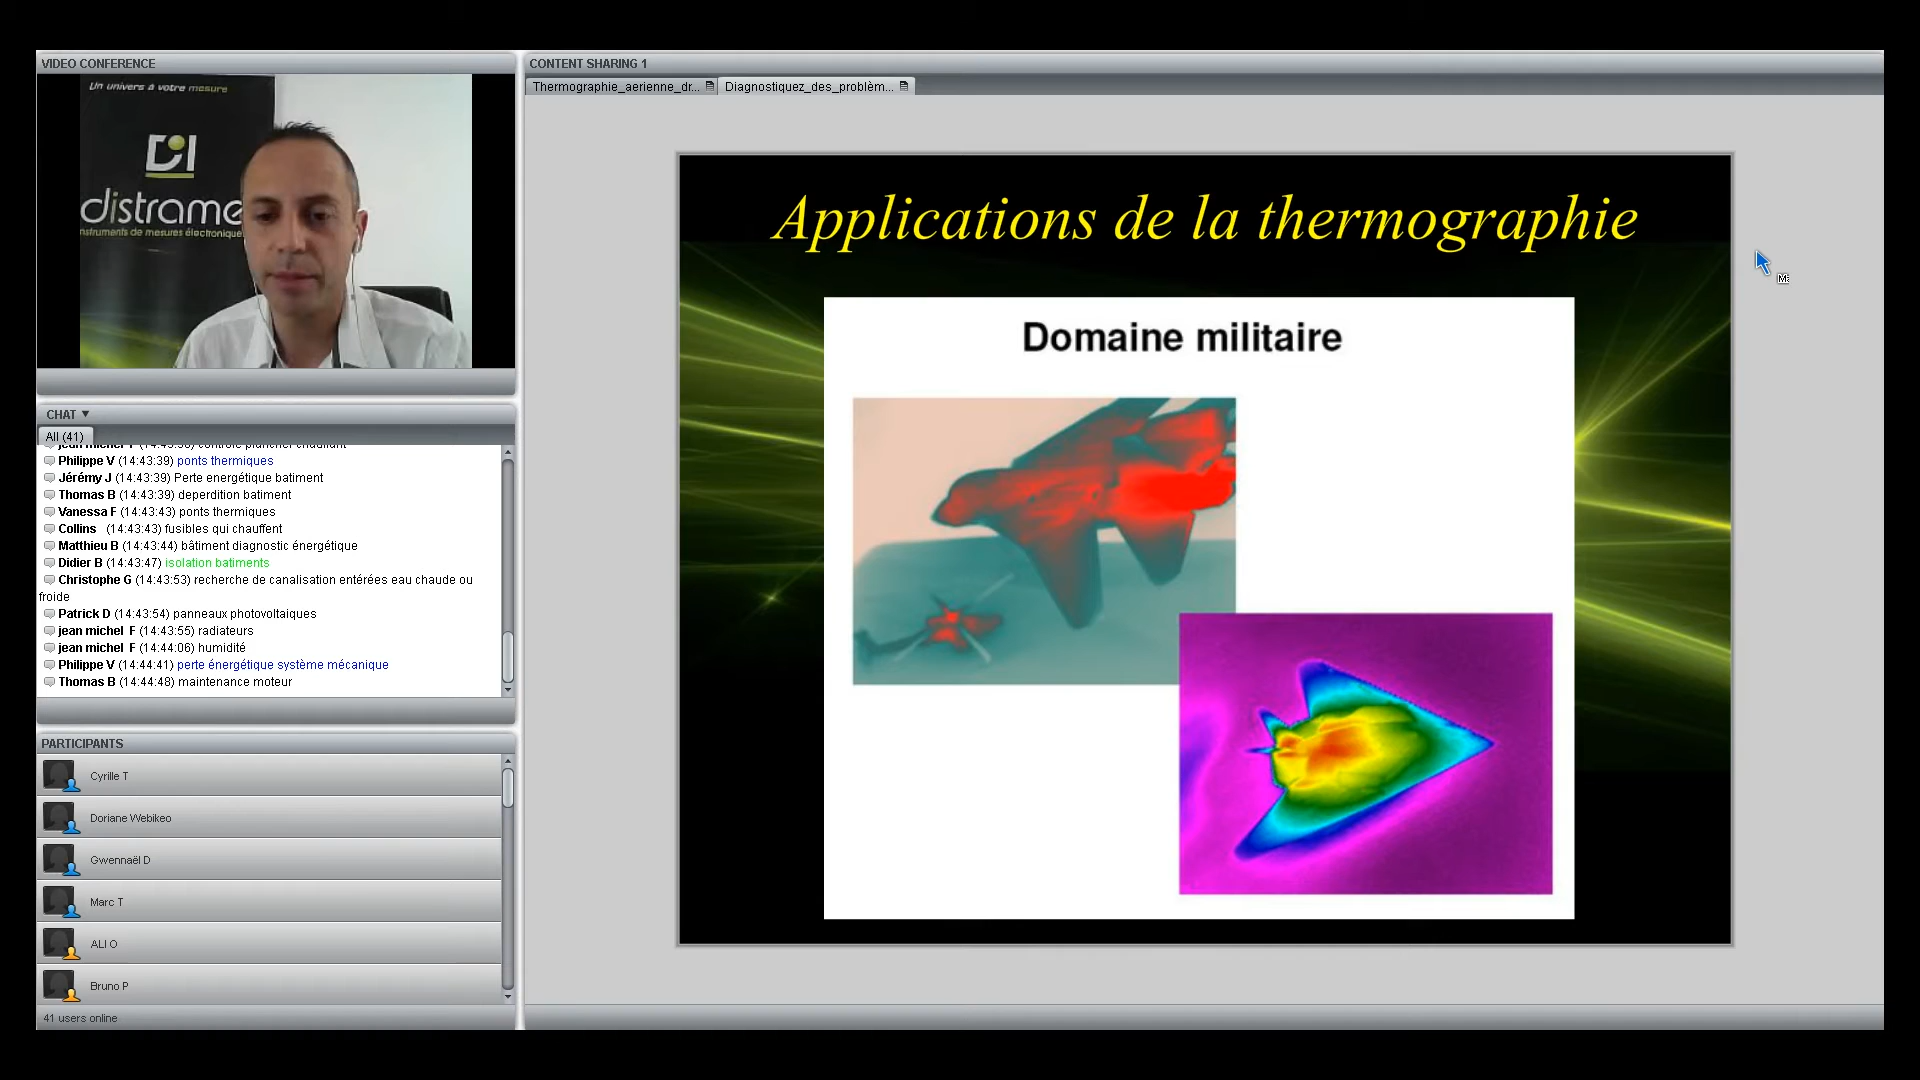 VIDEO CONFERENCE
Un univers à votre mesure
DI
distrame
instruments de mesures électronique
CHAT ▼
All (41)
Philippe V (14:43:39) ponts thermiques
Jérémy J (14:43:39) Perte energétique batiment
Thomas B (14:43:39) deperdition batiment
Vanessa F (14:43:43) ponts thermiques
Collins (14:43:43) fusibles qui chauffent
Matthieu B (14:43:44) bâtiment diagnostic énergétique
Didier B (14:43:47) isolation batiments
Christophe G (14:43:53) recherche de canalisation entérées eau chaude ou
froide
Patrick D (14:43:54) panneaux photovoltaiques
jean michel F (14:43:55) radiateurs
jean michel F (14:44:06) humidité
Philippe V (14:44:41) perte énergétique système mécanique
Thomas B (14:44:48) maintenance moteur
PARTICIPANTS
Cyrille T
Doriane Webikeo
Gwennaël D
Marc T
ALI O
Bruno P
41 users online
CONTENT SHARING 1
Thermographie_aerienne_dr...
Diagnostiquez_des_problèm...
Applications de la thermographie
Domaine militaire